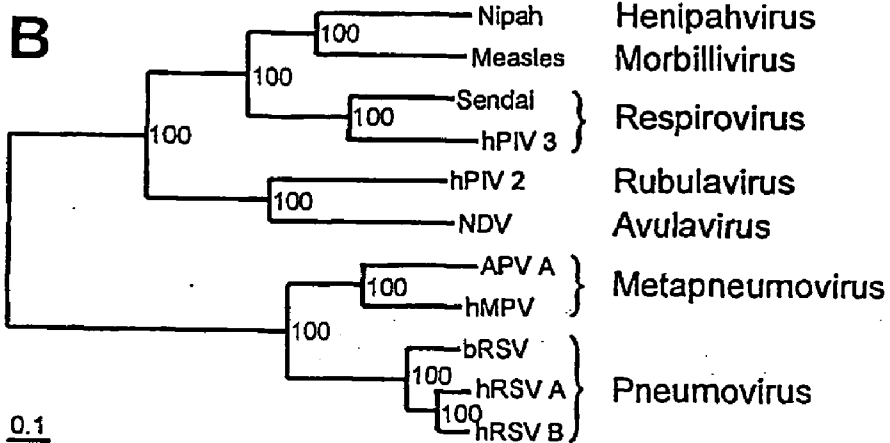 B
Nipah Henipahvirus
100
Measles Morbillivirus
100
Sendai
100 Respirovirus
hPIV 3
100
hPIV 2 Rubulavirus
100
NDV Avulavirus
APV A
100 Metapneumovirus
hMPV
100
bRSV
100
hRSV A Pneumovirus
100
hRSV B
0.1